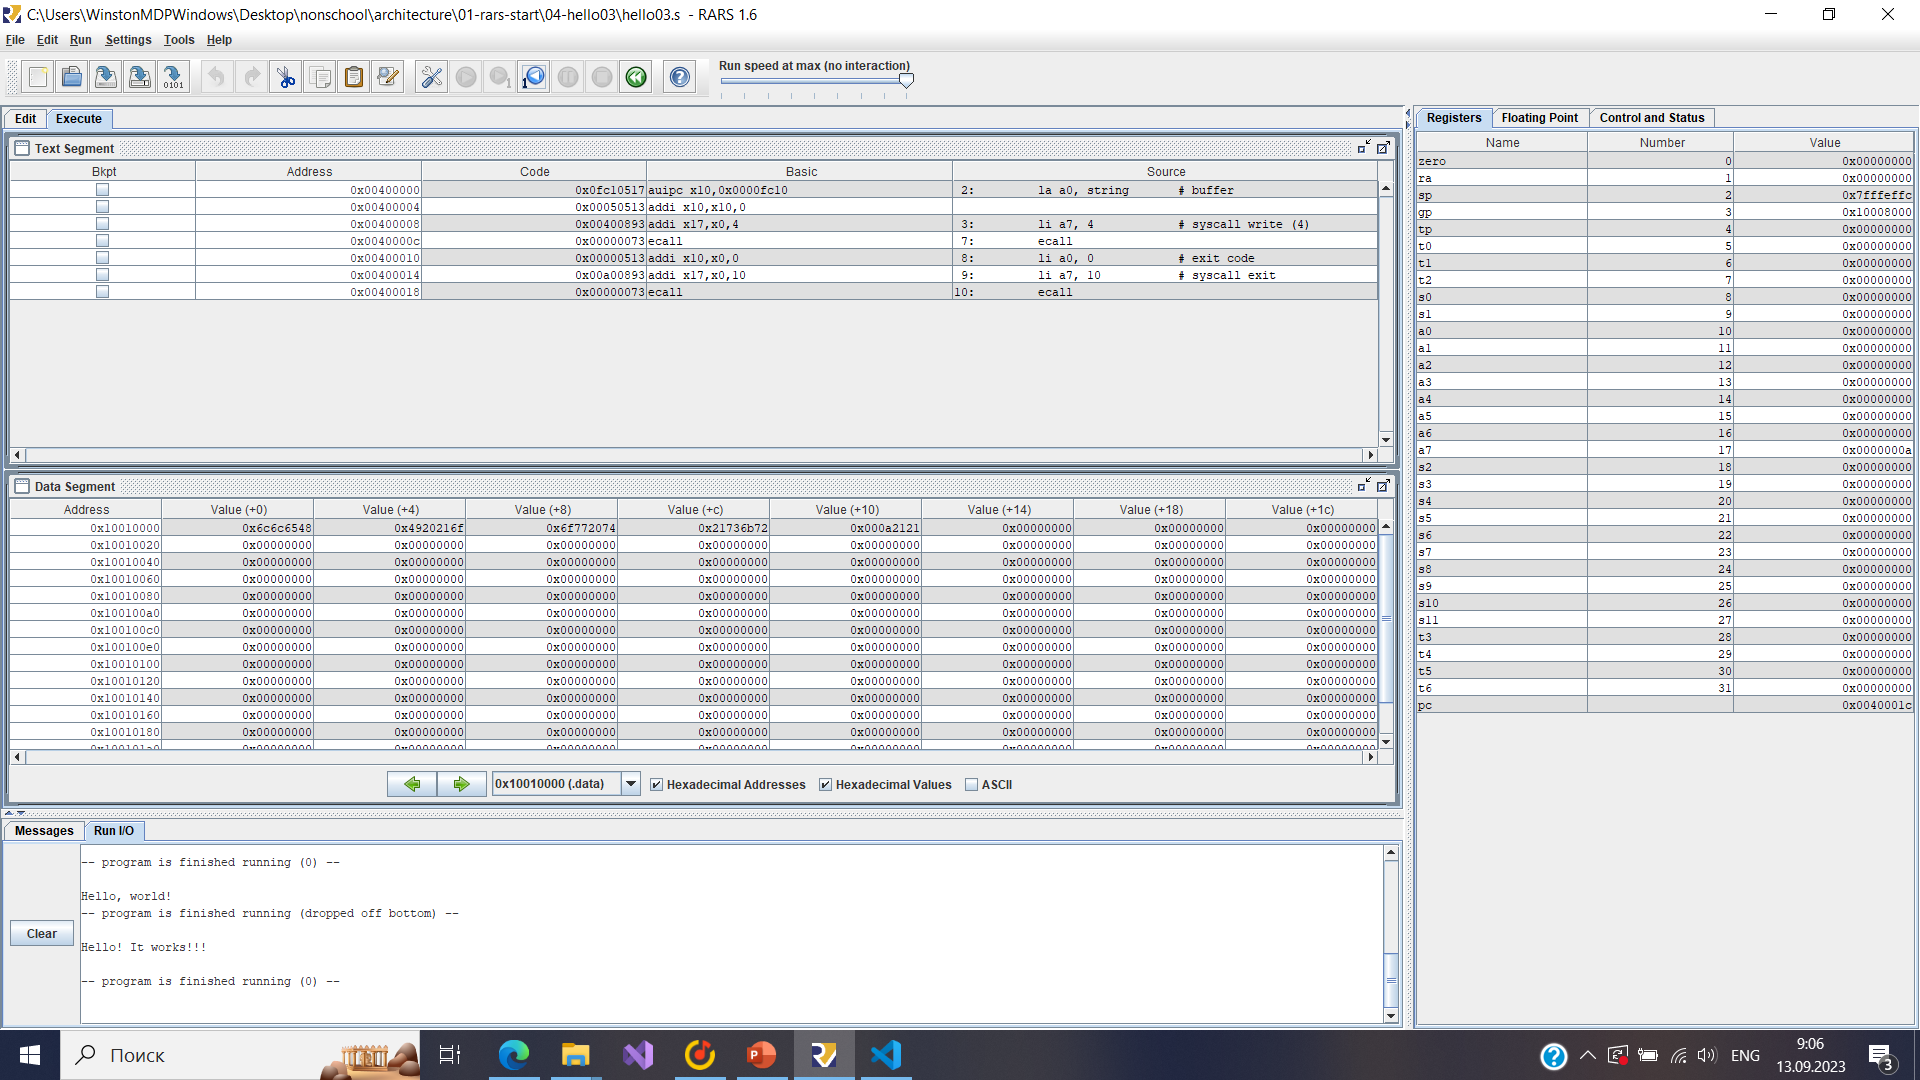 C:\Users\WinstonMDPWindows\Desktop\nonschool\architecture\01-rars-start\04-hello03\hello03.s - RARS 1.6
File Edit Run Settings Tools Help
Run speed at max (no interaction)
Edit Execute
Text Segment
Bkpt Address Code Basic Source
0x00400000 0x0fc10517 auipc x10,0x0000fc10 2: la a0, string # buffer
0x00400004 0x00050513 addi x10,x10,0
0x00400008 0x00400893 addi x17,x0,4 3: li a7, 4 # syscall write (4)
0x0040000c 0x00000073 ecall 7: ecall
0x00400010 0x00000513 addi x10,x0,0 8: li a0, 0 # exit code
0x00400014 0x00a00893 addi x17,x0,10 9: li a7, 10 # syscall exit
0x00400018 0x00000073 ecall 10: ecall
Data Segment
Address Value (+0) Value (+4) Value (+8) Value (+c) Value (+10) Value (+14) Value (+18) Value (+1c)
0x10010000 0x6c6c6548 0x4920216f 0x6f772074 0x21736b72 0x000a2121 0x00000000 0x00000000 0x00000000
0x10010020 0x00000000 0x00000000 0x00000000 0x00000000 0x00000000 0x00000000 0x00000000 0x00000000
0x10010040 0x00000000 0x00000000 0x00000000 0x00000000 0x00000000 0x00000000 0x00000000 0x00000000
0x10010060 0x00000000 0x00000000 0x00000000 0x00000000 0x00000000 0x00000000 0x00000000 0x00000000
0x10010080 0x00000000 0x00000000 0x00000000 0x00000000 0x00000000 0x00000000 0x00000000 0x00000000
0x100100a0 0x00000000 0x00000000 0x00000000 0x00000000 0x00000000 0x00000000 0x00000000 0x00000000
0x100100c0 0x00000000 0x00000000 0x00000000 0x00000000 0x00000000 0x00000000 0x00000000 0x00000000
0x100100e0 0x00000000 0x00000000 0x00000000 0x00000000 0x00000000 0x00000000 0x00000000 0x00000000
0x10010100 0x00000000 0x00000000 0x00000000 0x00000000 0x00000000 0x00000000 0x00000000 0x00000000
0x10010120 0x00000000 0x00000000 0x00000000 0x00000000 0x00000000 0x00000000 0x00000000 0x00000000
0x10010140 0x00000000 0x00000000 0x00000000 0x00000000 0x00000000 0x00000000 0x00000000 0x00000000
0x10010160 0x00000000 0x00000000 0x00000000 0x00000000 0x00000000 0x00000000 0x00000000 0x00000000
0x10010180 0x00000000 0x00000000 0x00000000 0x00000000 0x00000000 0x00000000 0x00000000 0x00000000
0x10010000 (.data) Hexadecimal Addresses Hexadecimal Values ASCII
Messages Run I/O
Clear
-- program is finished running (0) --
Hello, world!
-- program is finished running (dropped off bottom) --
Hello! It works!!!
-- program is finished running (0) --
Registers Floating Point Control and Status
Name Number Value
zero 0 0x00000000
ra 1 0x00000000
sp 2 0x7fffeffc
gp 3 0x10008000
tp 4 0x00000000
t0 5 0x00000000
t1 6 0x00000000
t2 7 0x00000000
s0 8 0x00000000
s1 9 0x00000000
a0 10 0x00000000
a1 11 0x00000000
a2 12 0x00000000
a3 13 0x00000000
a4 14 0x00000000
a5 15 0x00000000
a6 16 0x00000000
a7 17 0x0000000a
s2 18 0x00000000
s3 19 0x00000000
s4 20 0x00000000
s5 21 0x00000000
s6 22 0x00000000
s7 23 0x00000000
s8 24 0x00000000
s9 25 0x00000000
s10 26 0x00000000
s11 27 0x00000000
t3 28 0x00000000
t4 29 0x00000000
t5 30 0x00000000
t6 31 0x00000000
pc 0x0040001c
Поиск
ENG
9:06
13.09.2023
3